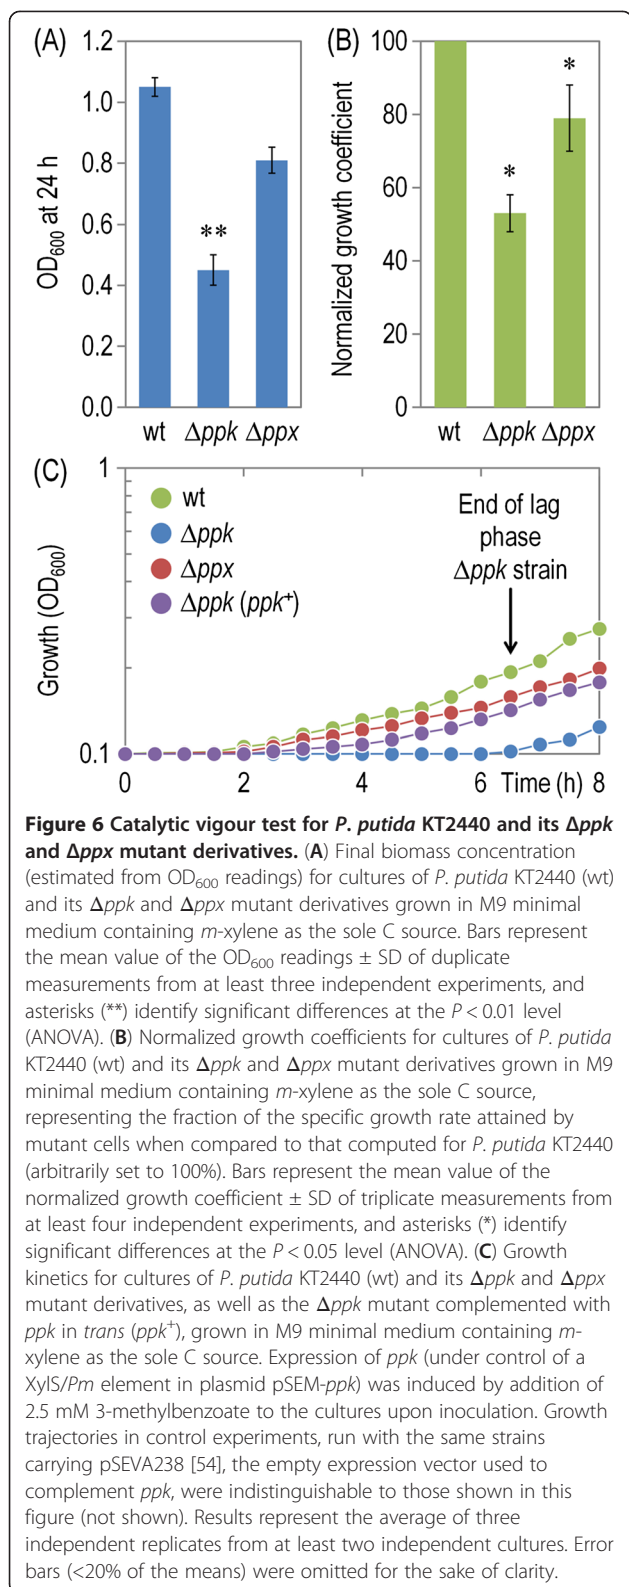 (A)
1.2
1.0
0.8
0.6
0.4
0.2
0.0
OD600 at 24 h
**
wt Δppk Δppx
(B)
100
80
60
40
20
0
Normalized growth coefficient
*
*
wt Δppk Δppx
(C)
1
0.1
Growth (OD600)
wt
Δppk
Δppx
Δppk (ppk+)
End of lag
phase
Δppk strain
0 2 4 6 Time (h) 8
Figure 6 Catalytic vigour test for P. putida KT2440 and its Δppk
and Δppx mutant derivatives. (A) Final biomass concentration
(estimated from OD600 readings) for cultures of P. putida KT2440 (wt)
and its Δppk and Δppx mutant derivatives grown in M9 minimal
medium containing m-xylene as the sole C source. Bars represent
the mean value of the OD600 readings ± SD of duplicate
measurements from at least three independent experiments, and
asterisks (**) identify significant differences at the P < 0.01 level
(ANOVA). (B) Normalized growth coefficients for cultures of P. putida
KT2440 (wt) and its Δppk and Δppx mutant derivatives grown in M9
minimal medium containing m-xylene as the sole C source,
representing the fraction of the specific growth rate attained by
mutant cells when compared to that computed for P. putida KT2440
(arbitrarily set to 100%). Bars represent the mean value of the
normalized growth coefficient ± SD of triplicate measurements from
at least four independent experiments, and asterisks (*) identify
significant differences at the P < 0.05 level (ANOVA). (C) Growth
kinetics for cultures of P. putida KT2440 (wt) and its Δppk and Δppx
mutant derivatives, as well as the Δppk mutant complemented with
ppk in trans (ppk+), grown in M9 minimal medium containing m-
xylene as the sole C source. Expression of ppk (under control of a
XylS/Pm element in plasmid pSEM-ppk) was induced by addition of
2.5 mM 3-methylbenzoate to the cultures upon inoculation. Growth
trajectories in control experiments, run with the same strains
carrying pSEVA238 [54], the empty expression vector used to
complement ppk, were indistinguishable to those shown in this
figure (not shown). Results represent the average of three
independent replicates from at least two independent cultures. Error
bars (<20% of the means) were omitted for the sake of clarity.